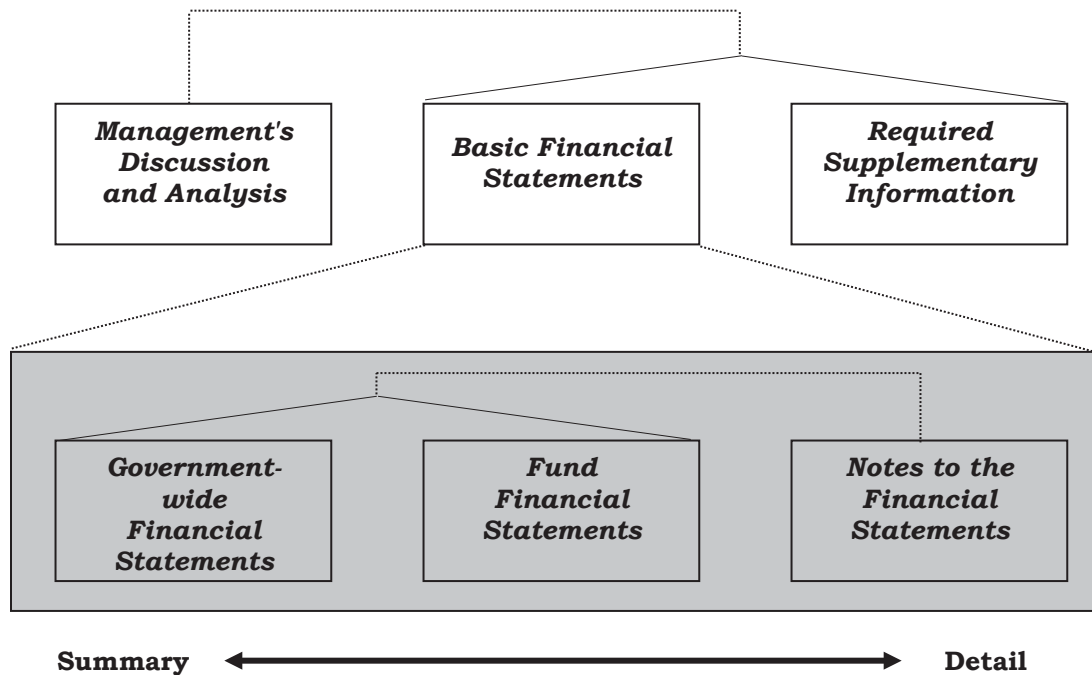 Management's
Discussion
and Analysis
Basic Financial
Statements
Required
Supplementary
Information
Government-
wide
Financial
Statements
Fund
Financial
Statements
Notes to the
Financial
Statements
Summary
Detail